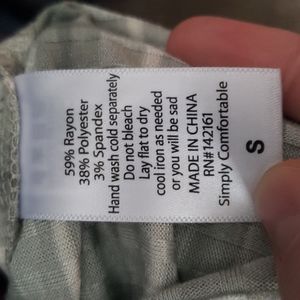 59% Rayon
38% Polyester
3% Spandex
Hand wash cold separately
Do not bleach
Lay flat to dry
cool iron as needed
or you will be sad
MADE IN CHINA
RN#142161
Simply Comfortable
S